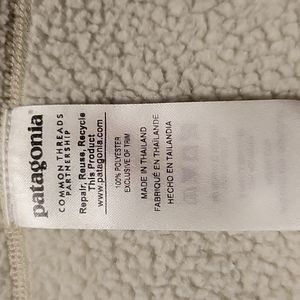 patagonia®
COMMON THREADS
PARTNERSHIP
Repair, Reuse, Recycle
This Product
www.patagonia.com
100% POLYESTER
EXCLUSIVE OF TRIM
MADE IN THAILAND
FABRIQUÉ EN THAÏLANDE
HECHO EN TAILANDIA